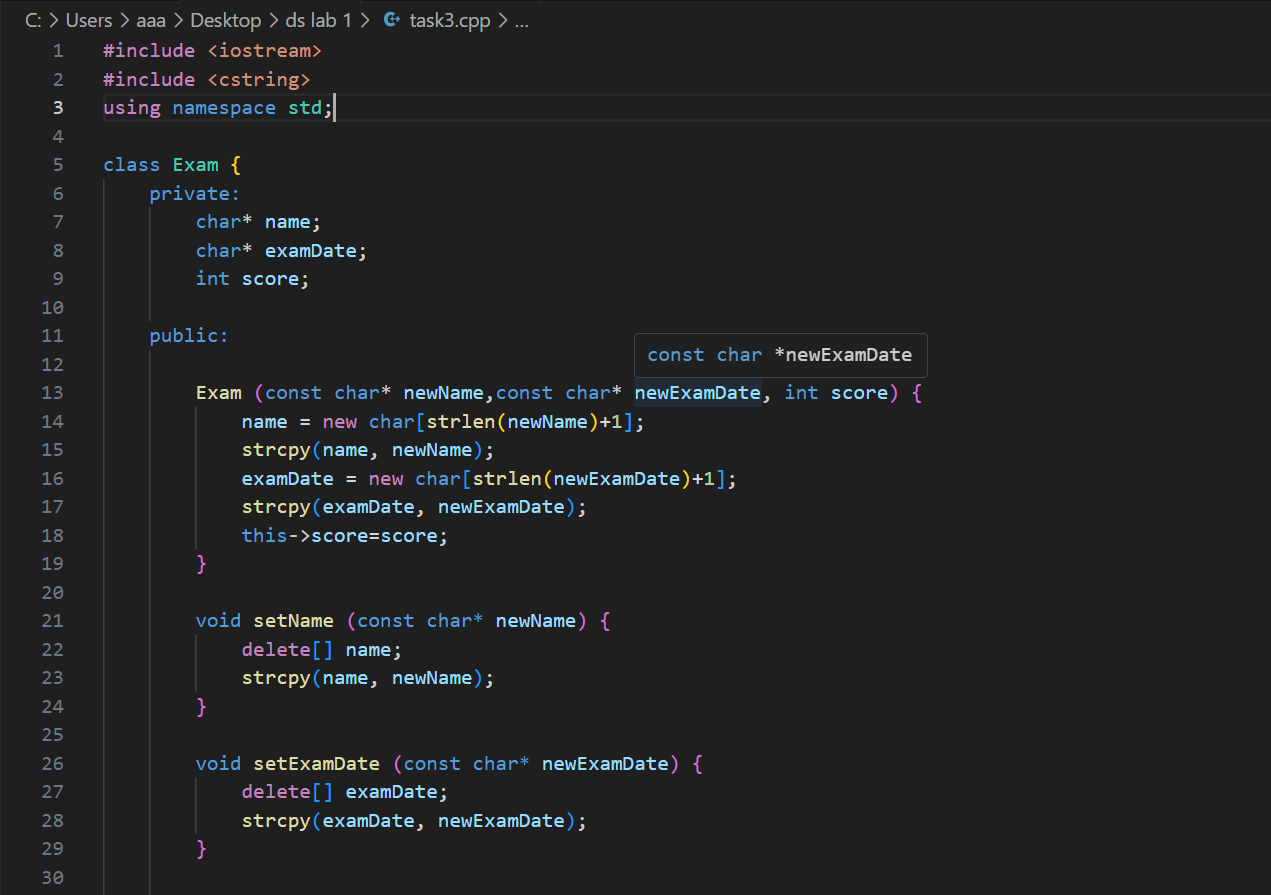 C: > Users > aaa > Desktop > ds lab 1 > task3.cpp > ...
1 #include <iostream>
2 #include <cstring>
3 using namespace std;
4
5 class Exam {
6     private:
7         char* name;
8         char* examDate;
9         int score;
10
11     public:
const char *newExamDate
12
13         Exam (const char* newName,const char* newExamDate, int score) {
14             name = new char[strlen(newName)+1];
15             strcpy(name, newName);
16             examDate = new char[strlen(newExamDate)+1];
17             strcpy(examDate, newExamDate);
18             this->score=score;
19         }
20
21         void setName (const char* newName) {
22             delete[] name;
23             strcpy(name, newName);
24         }
25
26         void setExamDate (const char* newExamDate) {
27             delete[] examDate;
28             strcpy(examDate, newExamDate);
29         }
30